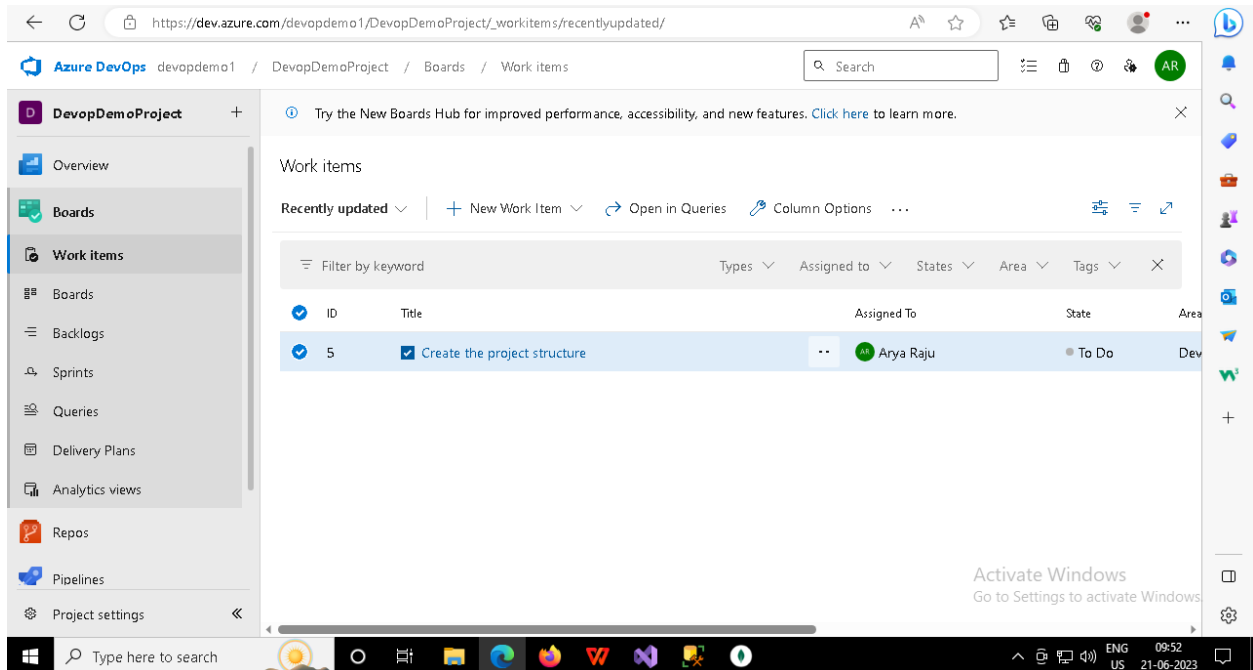 https://dev.azure.com/devopdemo1/DevopDemoProject/_workitems/recentlyupdated/
Azure DevOps devopdemo1 / DevopDemoProject / Boards / Work items
Search
AR
D DevopDemoProject
Try the New Boards Hub for improved performance, accessibility, and new features. Click here to learn more.
Overview
Boards
Work items
Boards
Backlogs
Sprints
Queries
Delivery Plans
Analytics views
Repos
Pipelines
Project settings
Work items
Recently updated New Work Item Open in Queries Column Options ...
Filter by keyword Types Assigned to States Area Tags
ID Title Assigned To State Area
5 Create the project structure AR Arya Raju To Do Dev
Activate Windows
Go to Settings to activate Windows.
Type here to search
ENG
US
09:52
21-06-2023